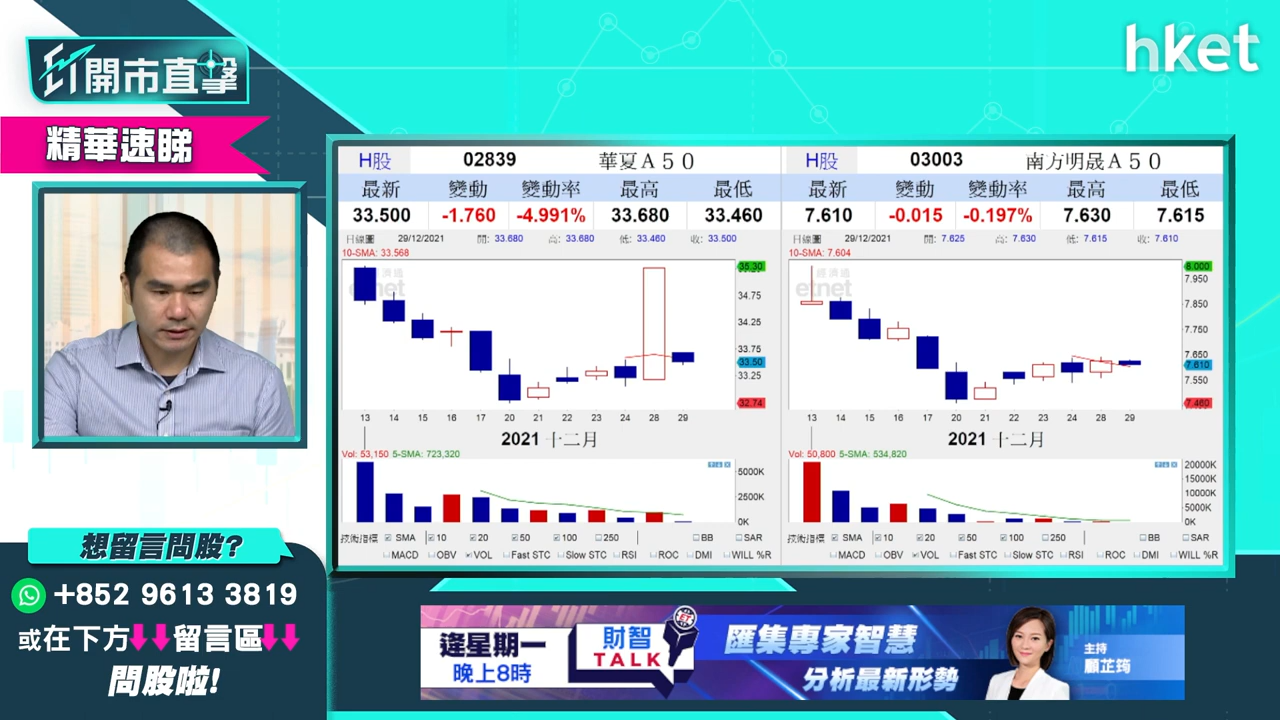 ET開市直擊
hket
精華速睇
H股 02839 華夏A50
最新 變動 變動率 最高 最低
33.500 -1.760 -4.991% 33.680 33.460
日線圖 29/12/2021 開: 33.680 高: 33.680 低: 33.460 收: 33.500
10-SMA: 33.568
經濟通
etnet
35.30
34.75
34.25
33.75
33.50
33.25
32.74
13 14 15 16 17 20 21 22 23 24 28 29
2021 十二月
Vol: 53,150 5-SMA: 723,320
5000K
2500K
0K
技術指標 SMA 10 20 50 100 250 BB SAR
MACD OBV VOL Fast STC Slow STC RSI ROC DMI WILL %R
H股 03003 南方明晟A50
最新 變動 變動率 最高 最低
7.610 -0.015 -0.197% 7.630 7.615
日線圖 29/12/2021 開: 7.625 高: 7.630 低: 7.615 收: 7.610
10-SMA: 7.604
經濟通
etnet
8.000
7.950
7.850
7.750
7.650
7.610
7.550
7.460
13 14 15 16 17 20 21 22 23 24 28 29
2021 十二月
Vol: 50,800 5-SMA: 534,820
20000K
15000K
10000K
5000K
0K
技術指標 SMA 10 20 50 100 250 BB SAR
MACD OBV VOL Fast STC Slow STC RSI ROC DMI WILL %R
想留言問股?
+852 9613 3819
或在下方留言區
問股啦!
逢星期一
晚上8時
財智
TALK
匯集專家智慧
分析最新形勢
主持
顧芷筠